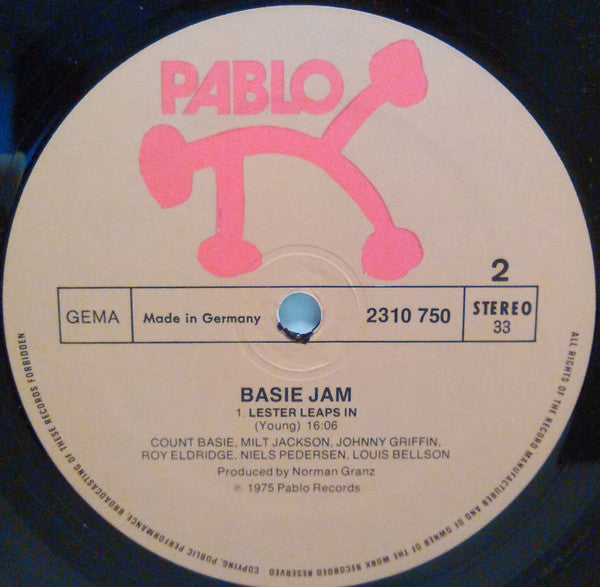 PABLO
2
GEMA
Made in Germany
2310 750
STEREO
33
BASIE JAM
1. LESTER LEAPS IN
(Young) 16:06
COUNT BASIE, MILT JACKSON, JOHNNY GRIFFIN,
ROY ELDRIDGE, NIELS PEDERSEN, LOUIS BELLSON
Produced by Norman Granz
℗ 1975 Pablo Records
ALL RIGHTS OF THE RECORD MANUFACTURER AND OF OWNER OF THE WORK RECORDED RESERVED · COPYING, PUBLIC PERFORMANCE, BROADCASTING OF THESE RECORDS FORBIDDEN